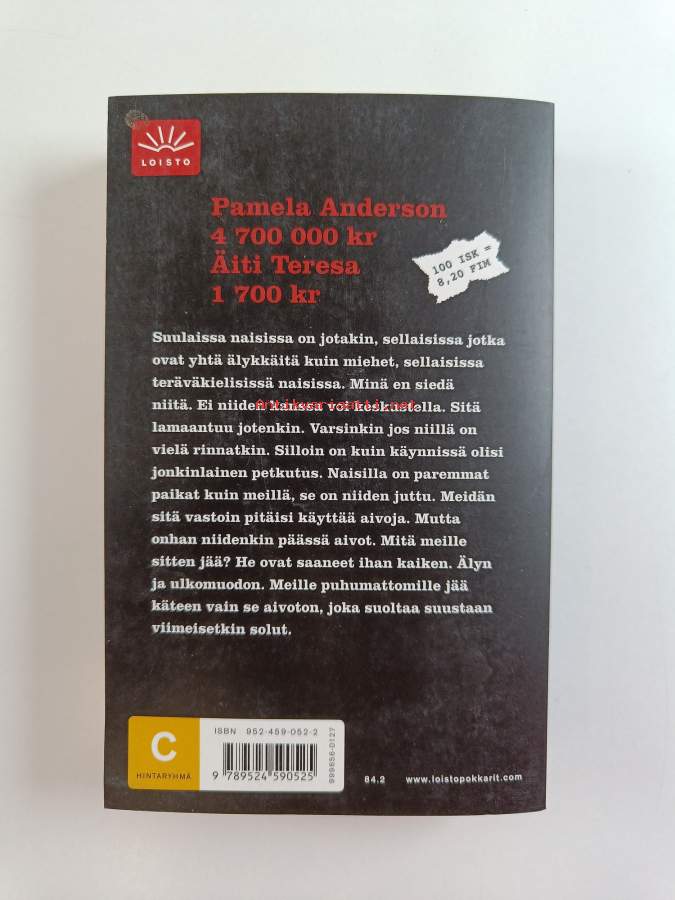 LOISTO
Pamela Anderson
4 700 000 kr
Äiti Teresa
1 700 kr
100 ISK =
8,20 FIM
Suulaissa naisissa on jotakin, sellaisissa jotka
ovat yhtä älykkäitä kuin miehet, sellaisissa
teräväkielisissä naisissa. Minä en siedä
niitä. Ei niiden kanssa voi keskustella. Sitä
Antikvariaatti.net
lamaantuu jotenkin. Varsinkin jos niillä on
vielä rinnatkin. Silloin on kuin käynnissä olisi
jonkinlainen petkutus. Naisilla on paremmat
paikat kuin meillä, se on niiden juttu. Meidän
sitä vastoin pitäisi käyttää aivoja. Mutta
onhan niidenkin päässä aivot. Mitä meille
sitten jää? He ovat saaneet ihan kaiken. Älyn
ja ulkomuodon. Meille puhumattomille jää
käteen vain se aivoton, joka suoltaa suustaan
viimeisetkin solut.
C
HINTARYHMÄ
ISBN 952-459-052-2
9 789524 590525
999656-D127
84.2 www.loistopokkarit.com